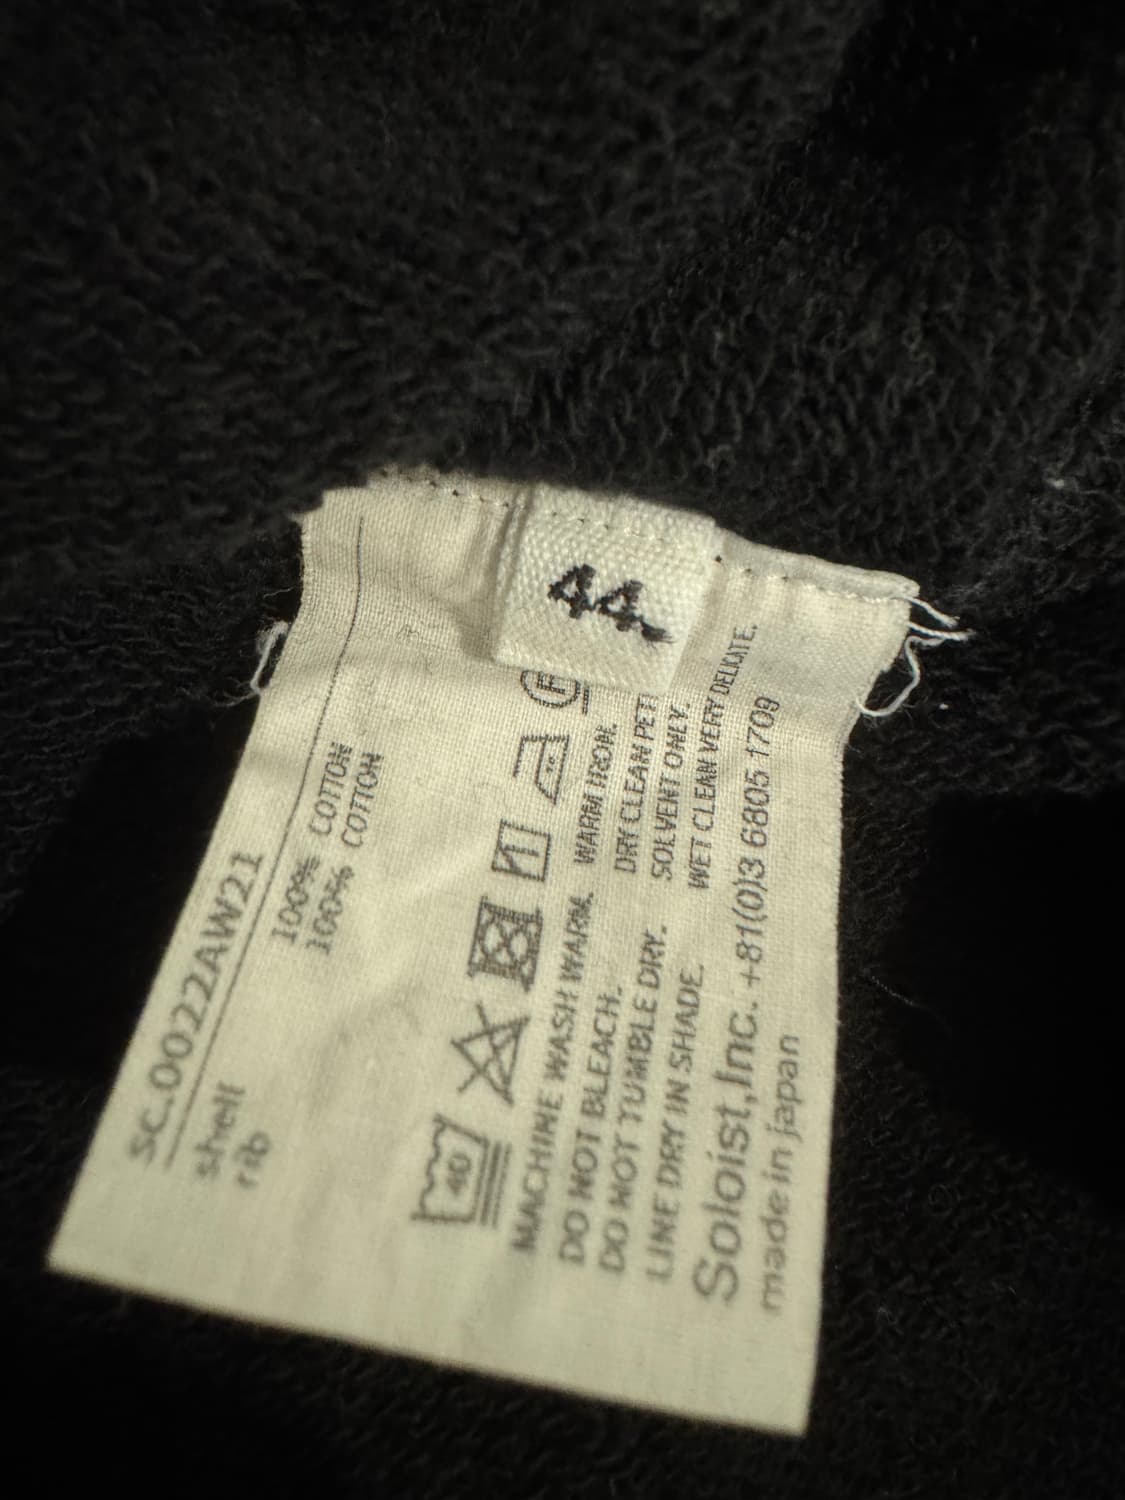 44.
SC.0022AW21
shell 100% COTTON
rib 100% COTTON
40
MACHINE WASH WARM.
DO NOT BLEACH.
DO NOT TUMBLE DRY.
LINE DRY IN SHADE.
WARM IRON.
DRY CLEAN PET
SOLVENT ONLY.
WET CLEAN VERY DELICATE.
Soloist,Inc. +81(0)3 6805 1709
made in japan